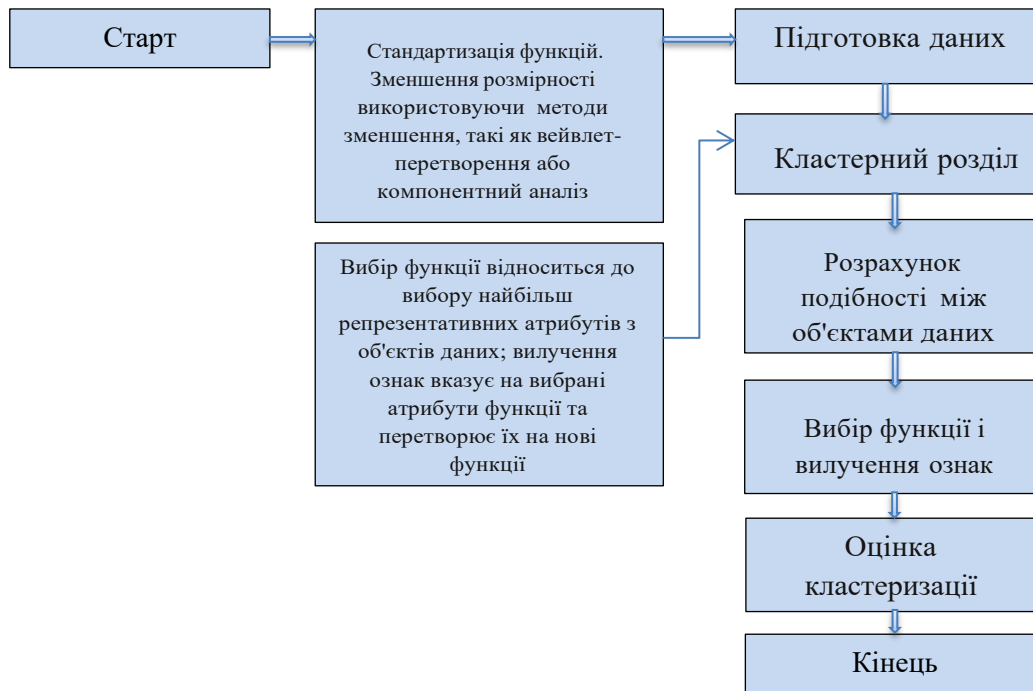 Старт
Стандартизація функцій.
Зменшення розмірності
використовуючи методи
зменшення, такі як вейвлет-
перетворення або
компонентний аналіз
Підготовка даних
Кластерний розділ
Вибір функції відноситься до
вибору найбільш
репрезентативних атрибутів з
об'єктів даних; вилучення
ознак вказує на вибрані
атрибути функції та
перетворює їх на нові
функції
Розрахунок
подібності між
об'єктами даних
Вибір функції і
вилучення ознак
Оцінка
кластеризації
Кінець